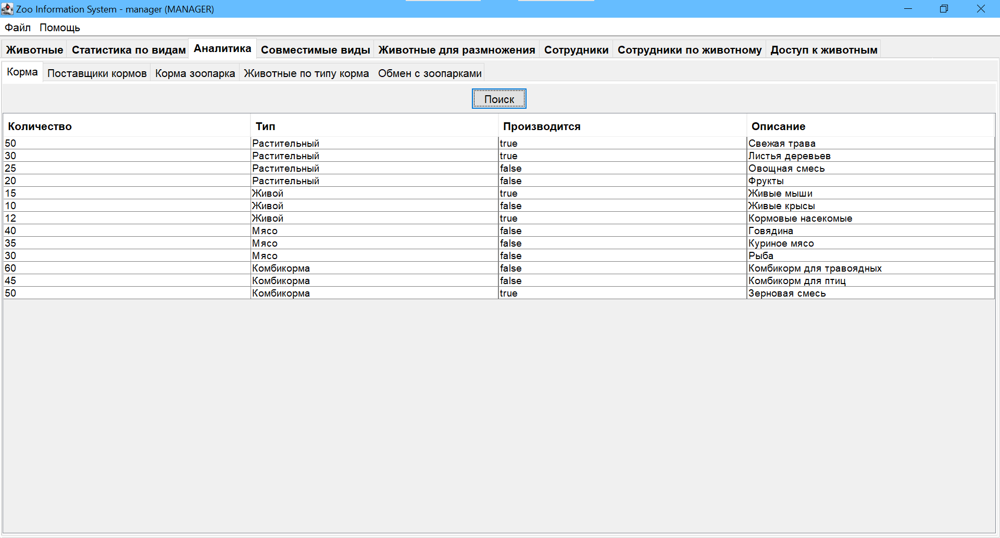 Zoo Information System - manager (MANAGER)
Файл Помощь
Животные Статистика по видам Аналитика Совместимые виды Животные для размножения Сотрудники Сотрудники по животному Доступ к животным
Корма Поставщики кормов Корма зоопарка Животные по типу корма Обмен с зоопарками
Поиск
Количество Тип Производится Описание
50 Растительный true Свежая трава
30 Растительный true Листья деревьев
25 Растительный false Овощная смесь
20 Растительный false Фрукты
15 Живой true Живые мыши
10 Живой false Живые крысы
12 Живой true Кормовые насекомые
40 Мясо false Говядина
35 Мясо false Куриное мясо
30 Мясо false Рыба
60 Комбикорма false Комбикорм для травоядных
45 Комбикорма false Комбикорм для птиц
50 Комбикорма true Зерновая смесь